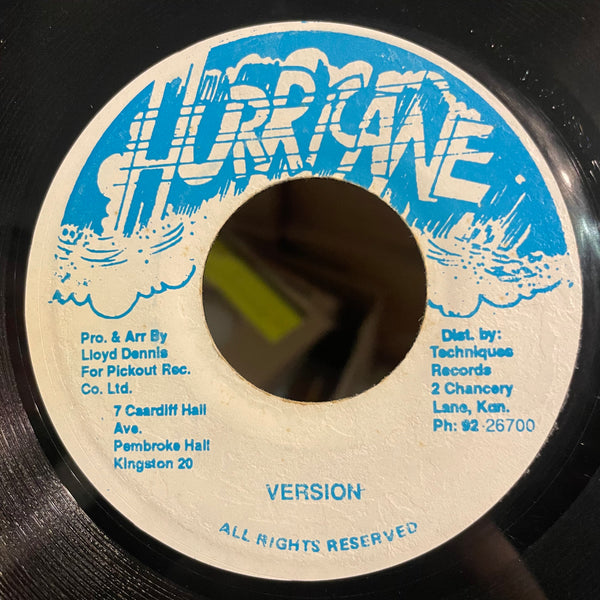 HURRICANE
Pro. & Arr By
Lloyd Dennis
For Pickout Rec.
Co. Ltd.
7 Caardiff Hall
Ave.
Pembroke Hall
Kingston 20
Dist. by:
Techniques
Records
2 Chancery
Lane, Kgn.
Ph: 92-26700
VERSION
ALL RIGHTS RESERVED